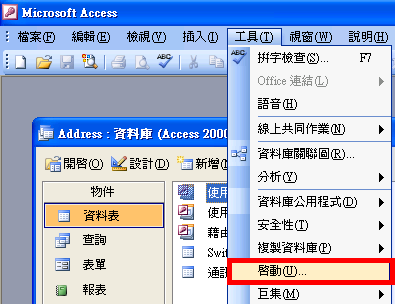 Microsoft Access
檔案(F) 編輯(E) 檢視(V) 插入(I) 工具(T) 視窗(W) 說明(H)
拼字檢查(S)... F7
Office 連結(L)
語音(H)
線上共同作業(N)
資料庫關聯圖(R)...
分析(Y)
資料庫公用程式(D)
安全性(T)
複製資料庫(P)
啓動(U)...
巨集(M)
Address : 資料庫 (Access 2000
開啓(O) 設計(D) 新增(
物件
資料表
查詢
表單
報表
使用
使用
藉由
Swif
通訊